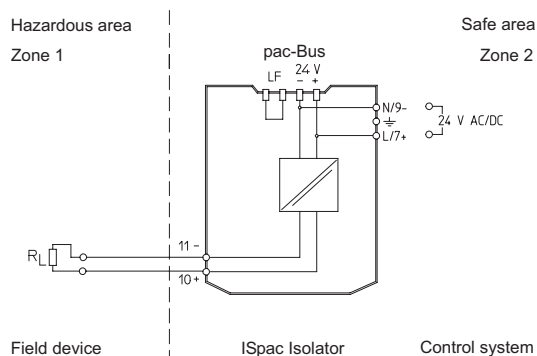 Hazardous area
Safe area
Zone 1
pac-Bus
Zone 2
LF
24 V
- +
N/9-
24 V AC/DC
L/7+
11 -
RL
10 +
Field device
ISpac Isolator
Control system